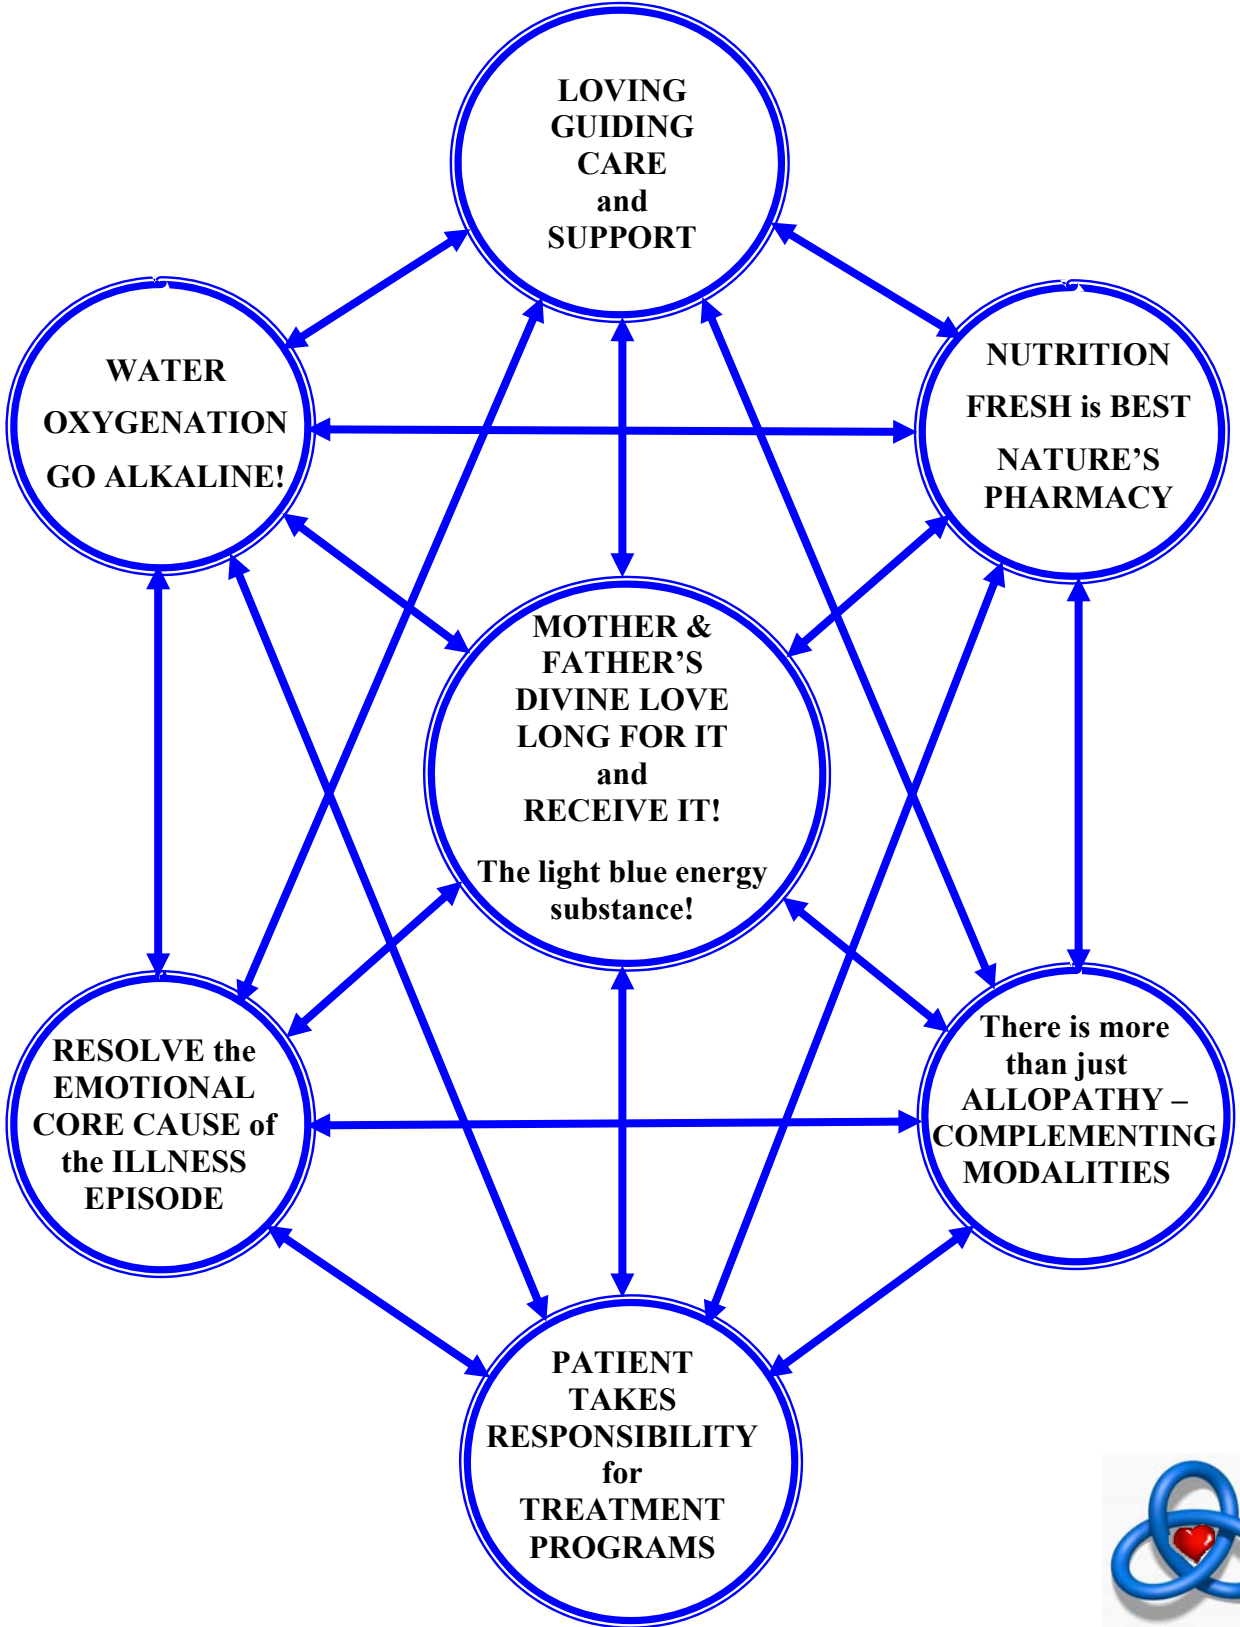 LOVING
GUIDING
CARE
and
SUPPORT
WATER
OXYGENATION
GO ALKALINE!
NUTRITION
FRESH is BEST
NATURE’S
PHARMACY
MOTHER &
FATHER’S
DIVINE LOVE
LONG FOR IT
and
RECEIVE IT!
The light blue energy
substance!
RESOLVE the
EMOTIONAL
CORE CAUSE of
the ILLNESS
EPISODE
There is more
than just
ALLOPATHY –
COMPLEMENTING
MODALITIES
PATIENT
TAKES
RESPONSIBILITY
for
TREATMENT
PROGRAMS